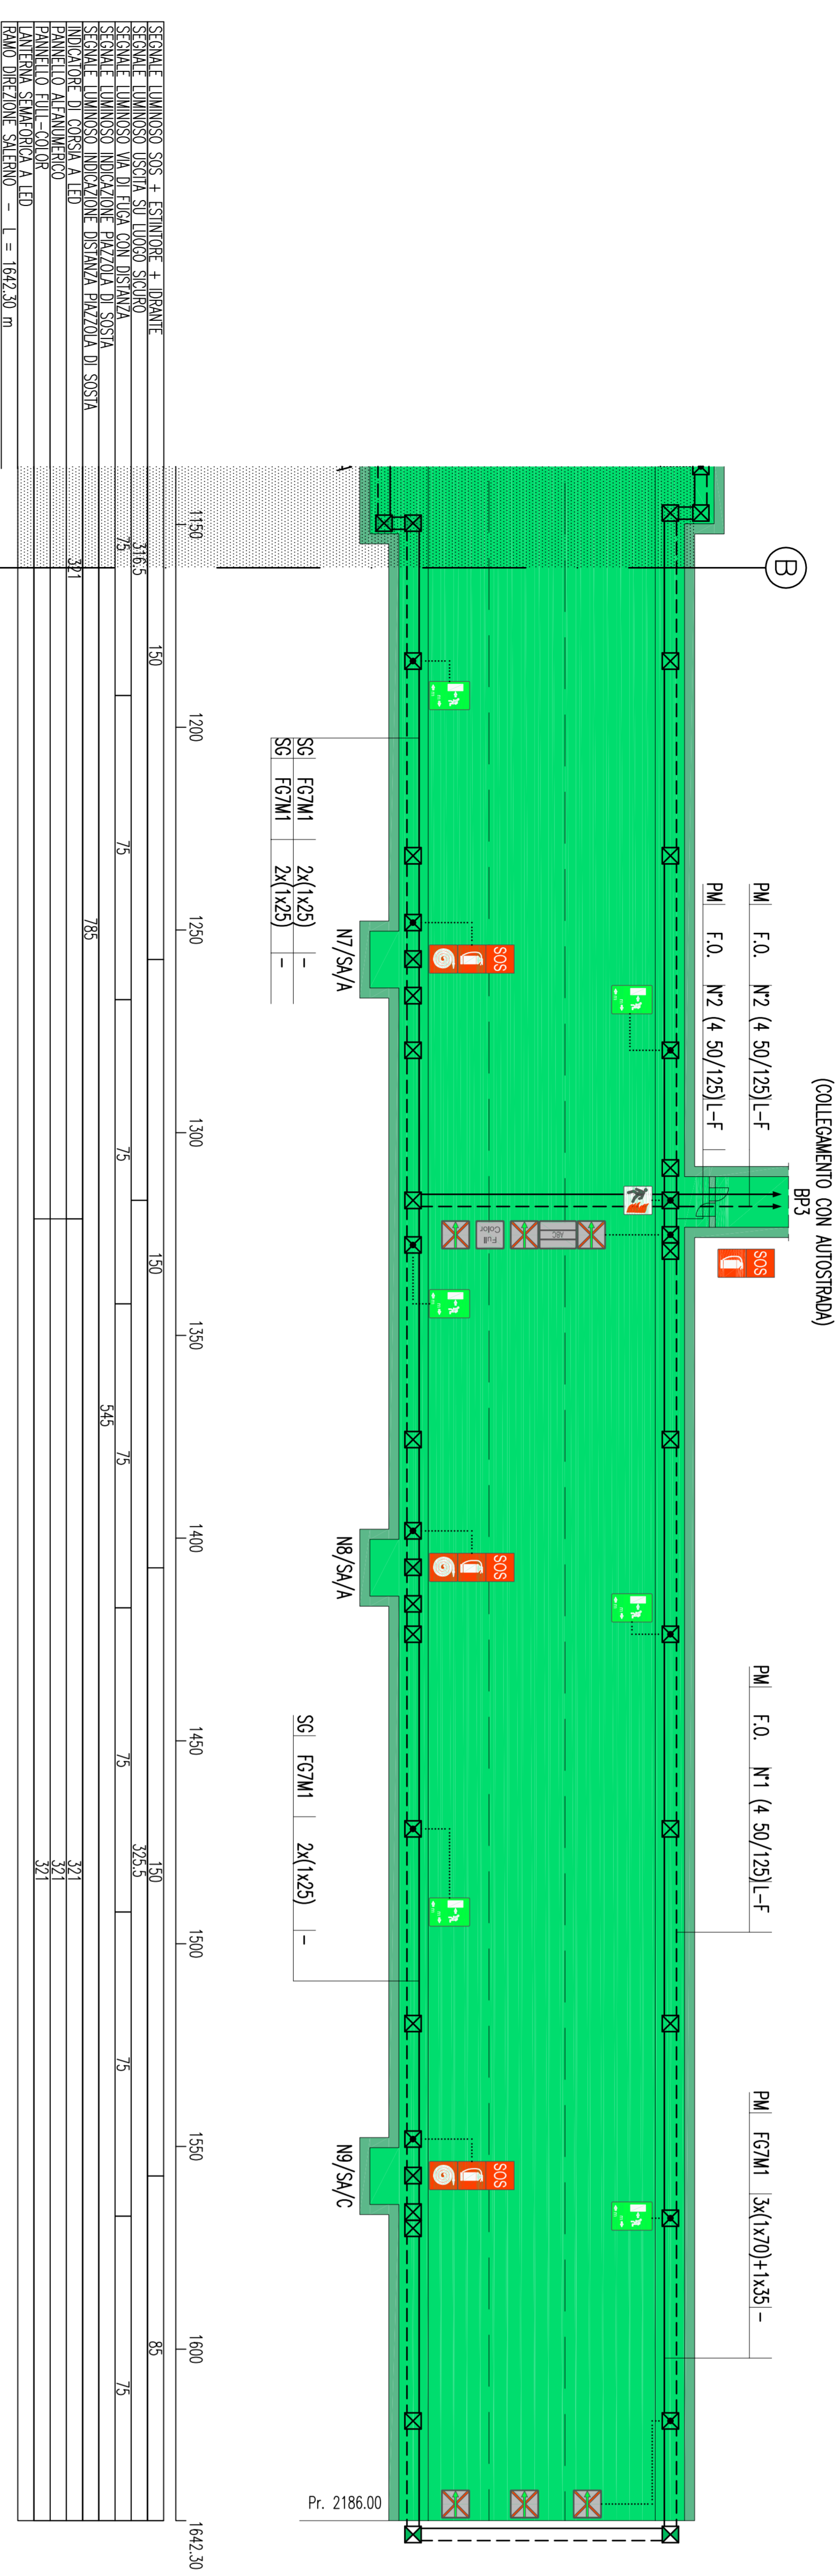 (COLLEGAMENTO CON AUTOSTRADA)
BP3
B
PM F.O. N°2 (4 50/125) L-F
PM F.O. N°2 (4 50/125) L-F
PM F.O. N°1 (4 50/125) L-F
PM FG7M1 3x(1x70)+1x35 -
SOS
SOS
SOS
SOS
ABC
Full
Color
N7/SA/A
N8/SA/A
N9/SA/C
SG FG7M1 2x(1x25) -
SG FG7M1 2x(1x25) -
SG FG7M1 2x(1x25) -
Pr. 2186.00
1150 1200 1250 1300 1350 1400 1450 1500 1550 1600 1642.30
SEGNALE LUMINOSO SOS + ESTINTORE + IDRANTE 150 150 150 85
SEGNALE LUMINOSO USCITA SU LUOGO SICURO 316.5 325.5
SEGNALE LUMINOSO VIA DI FUGA CON DISTANZA 75 75 75 75 75 75 75
SEGNALE LUMINOSO INDICAZIONE PIAZZOLA DI SOSTA 545
SEGNALE LUMINOSO INDICAZIONE DISTANZA PIAZZOLA DI SOSTA 785
INDICATORE DI CORSIA A LED 321 321
PANNELLO ALFANUMERICO 321
PANNELLO FULL-COLOR 321
LANTERNA SEMAFORICA A LED
RAMO DIREZIONE SALERNO - L = 1642.30 m